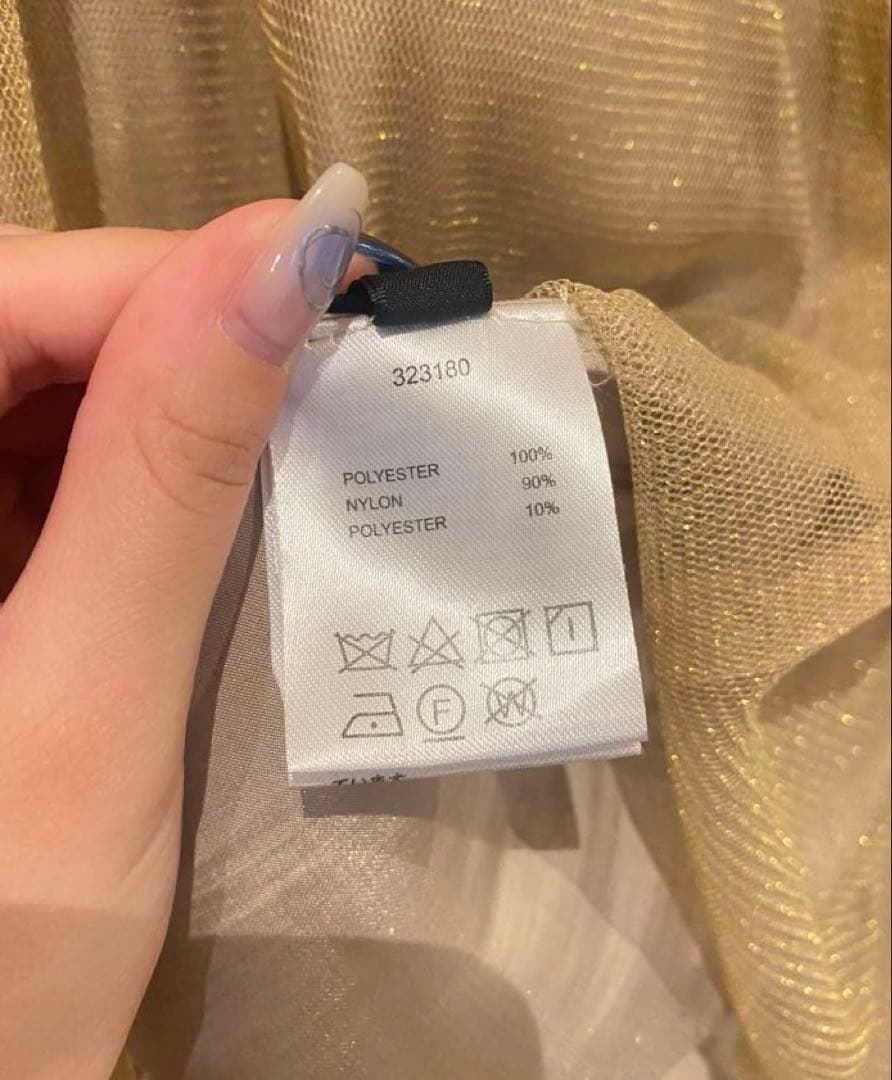 323180
POLYESTER 100%
NYLON 90%
POLYESTER 10%
F
W